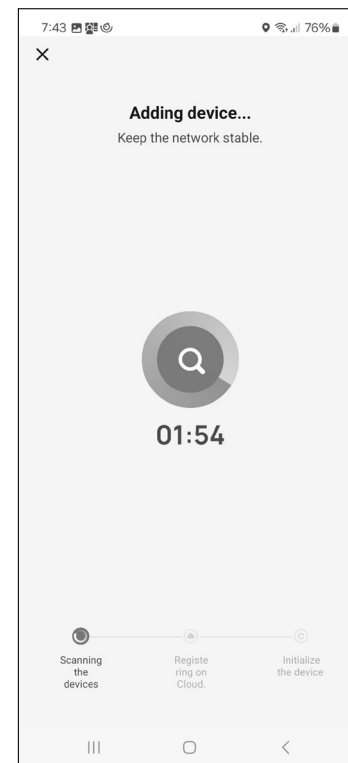 7:43 76%
Adding device...
Keep the network stable.
01:54
Scanning
the
devices
Registe
ring on
Cloud.
Initialize
the device